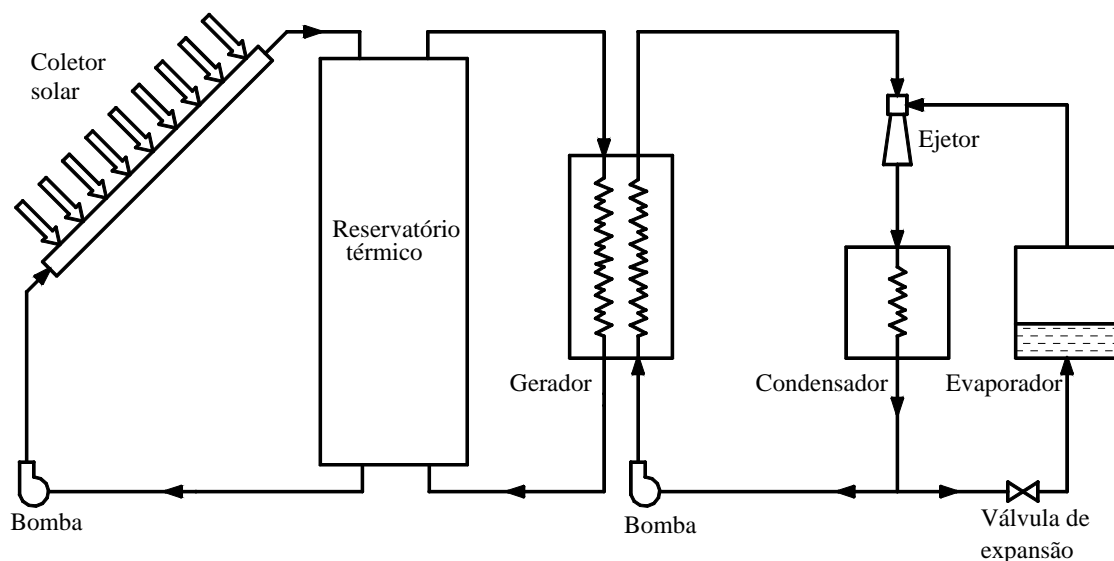 Coletor
solar
Reservatório
térmico
Ejetor
Gerador
Condensador
Evaporador
Bomba
Bomba
Válvula de
expansão